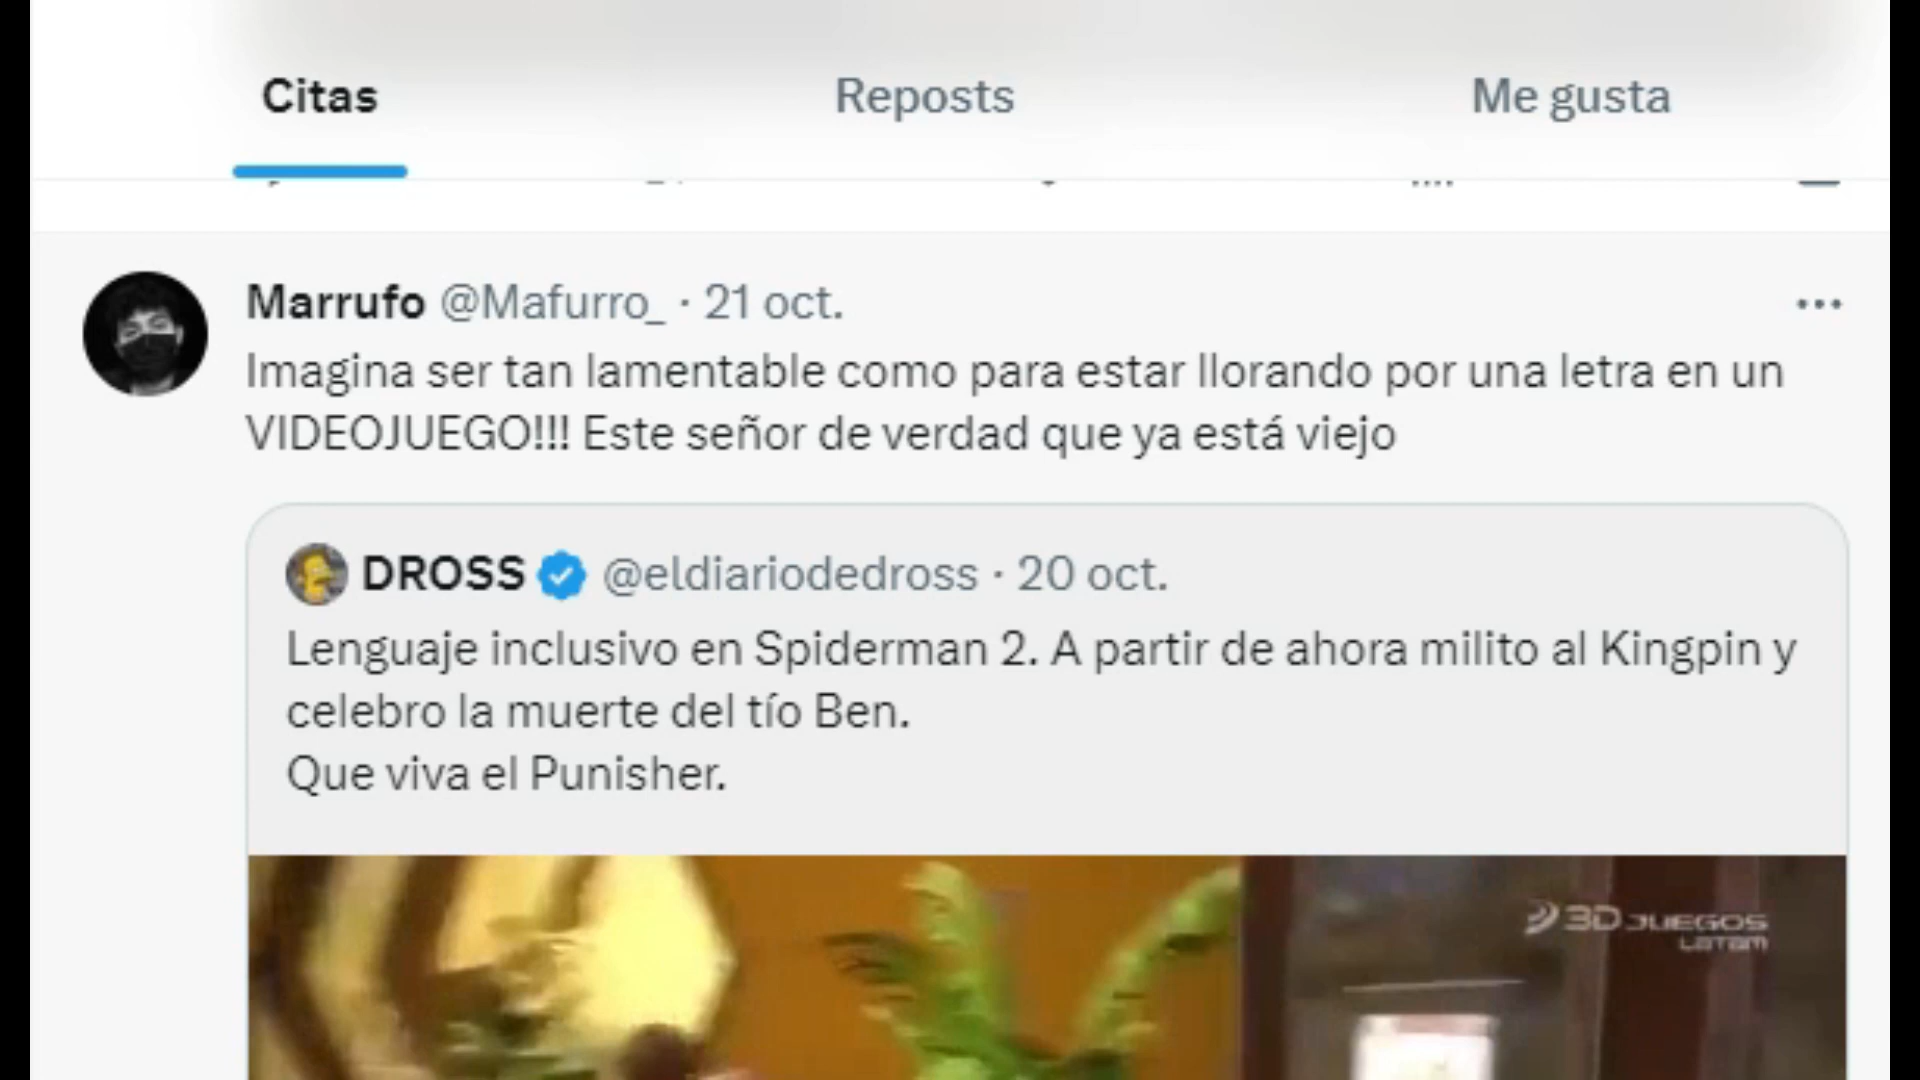 Citas Reposts Me gusta
Marrufo @Mafurro_ · 21 oct.
Imagina ser tan lamentable como para estar llorando por una letra en un
VIDEOJUEGO!!! Este señor de verdad que ya está viejo
DROSS @eldiariodedross · 20 oct.
Lenguaje inclusivo en Spiderman 2. A partir de ahora milito al Kingpin y
celebro la muerte del tío Ben.
Que viva el Punisher.
3DJUEGOS
LATAM